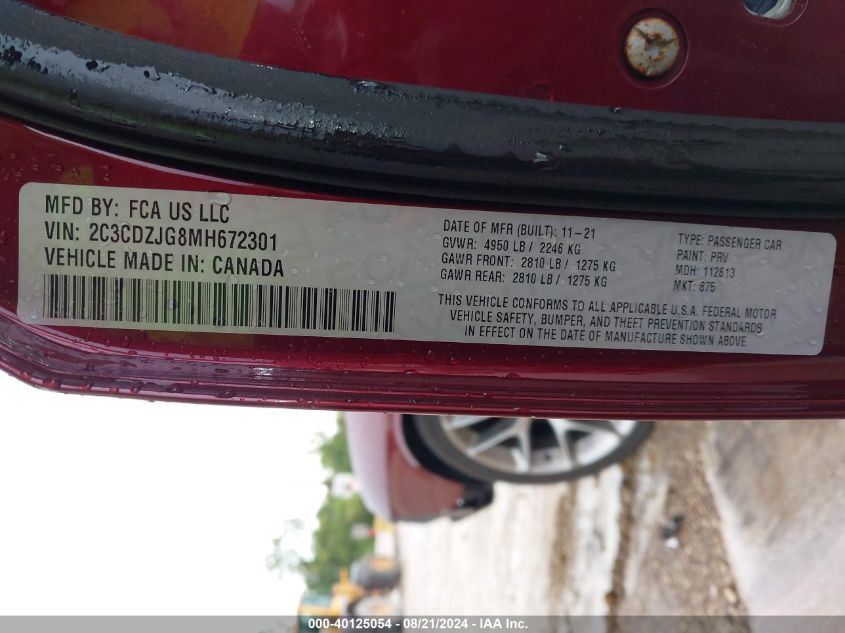 MFD BY: FCA US LLC
VIN: 2C3CDZJG8MH672301
VEHICLE MADE IN: CANADA
DATE OF MFR (BUILT): 11-21
GVWR: 4950 LB / 2246 KG
GAWR FRONT: 2810 LB / 1275 KG
GAWR REAR: 2810 LB / 1275 KG
TYPE: PASSENGER CAR
PAINT: PRV
MDH: 112613
MKT: 875
THIS VEHICLE CONFORMS TO ALL APPLICABLE U.S.A. FEDERAL MOTOR
VEHICLE SAFETY, BUMPER, AND THEFT PREVENTION STANDARDS
IN EFFECT ON THE DATE OF MANUFACTURE SHOWN ABOVE
000-40125054 - 08/21/2024 - IAA Inc.